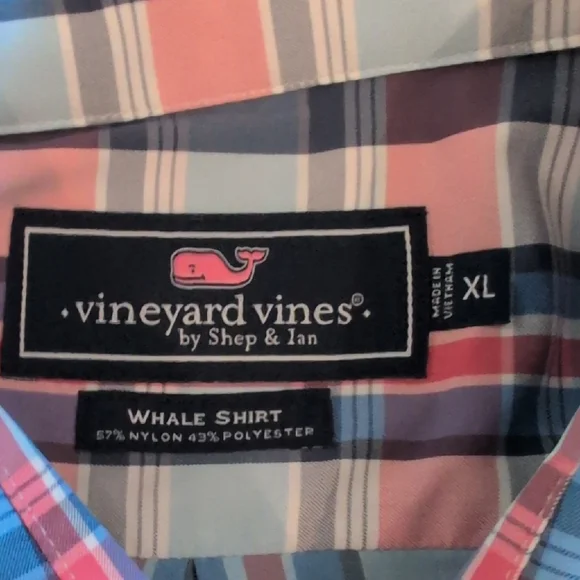 ·vineyard vines®·
by Shep & Ian
MADE IN
VIETNAM
XL
WHALE SHIRT
57% NYLON 43% POLYESTER